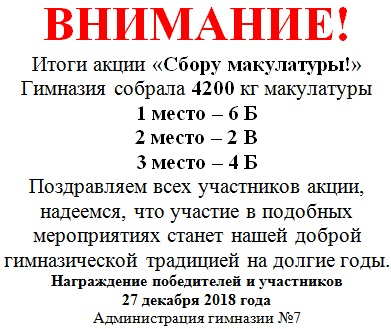 ВНИМАНИЕ!
Итоги акции «Сбору макулатуры!»
Гимназия собрала 4200 кг макулатуры
1 место – 6 Б
2 место – 2 В
3 место – 4 Б
Поздравляем всех участников акции,
надеемся, что участие в подобных
мероприятиях станет нашей доброй
гимназической традицией на долгие годы.
Награждение победителей и участников
27 декабря 2018 года
Администрация гимназии №7